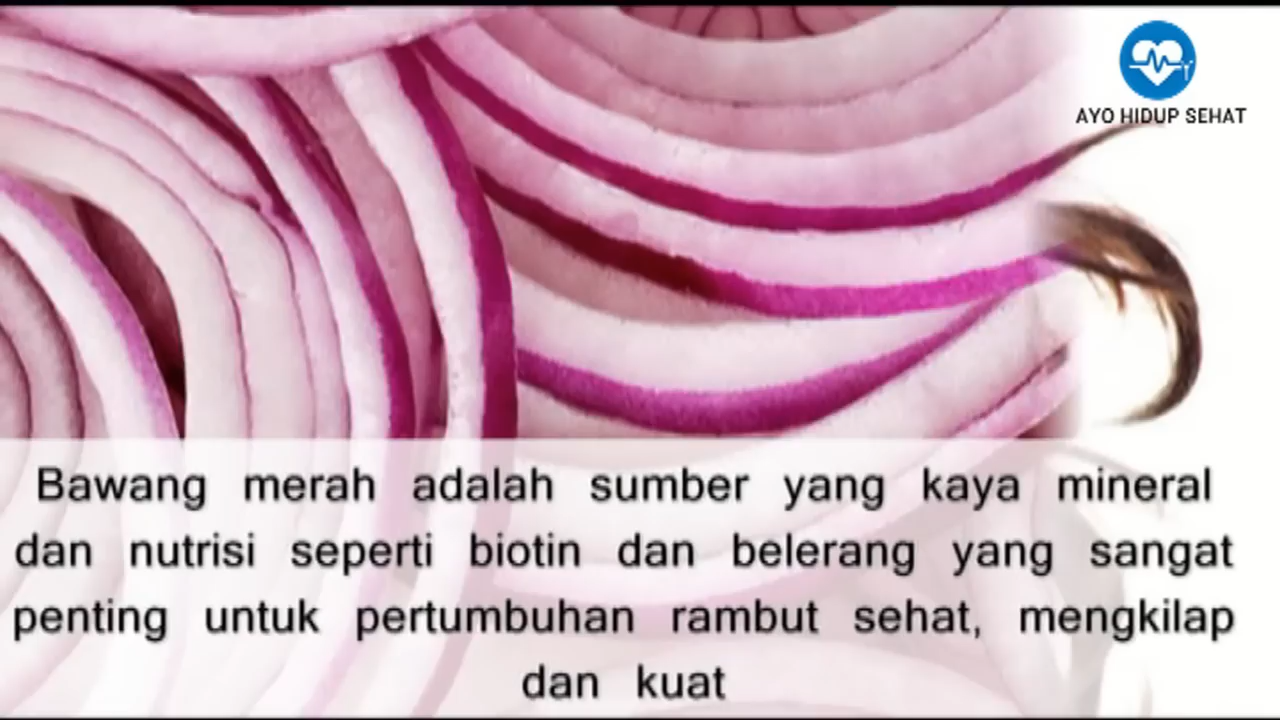 AYO HIDUP SEHAT
Bawang merah adalah sumber yang kaya mineral
dan nutrisi seperti biotin dan belerang yang sangat
penting untuk pertumbuhan rambut sehat, mengkilap
dan kuat